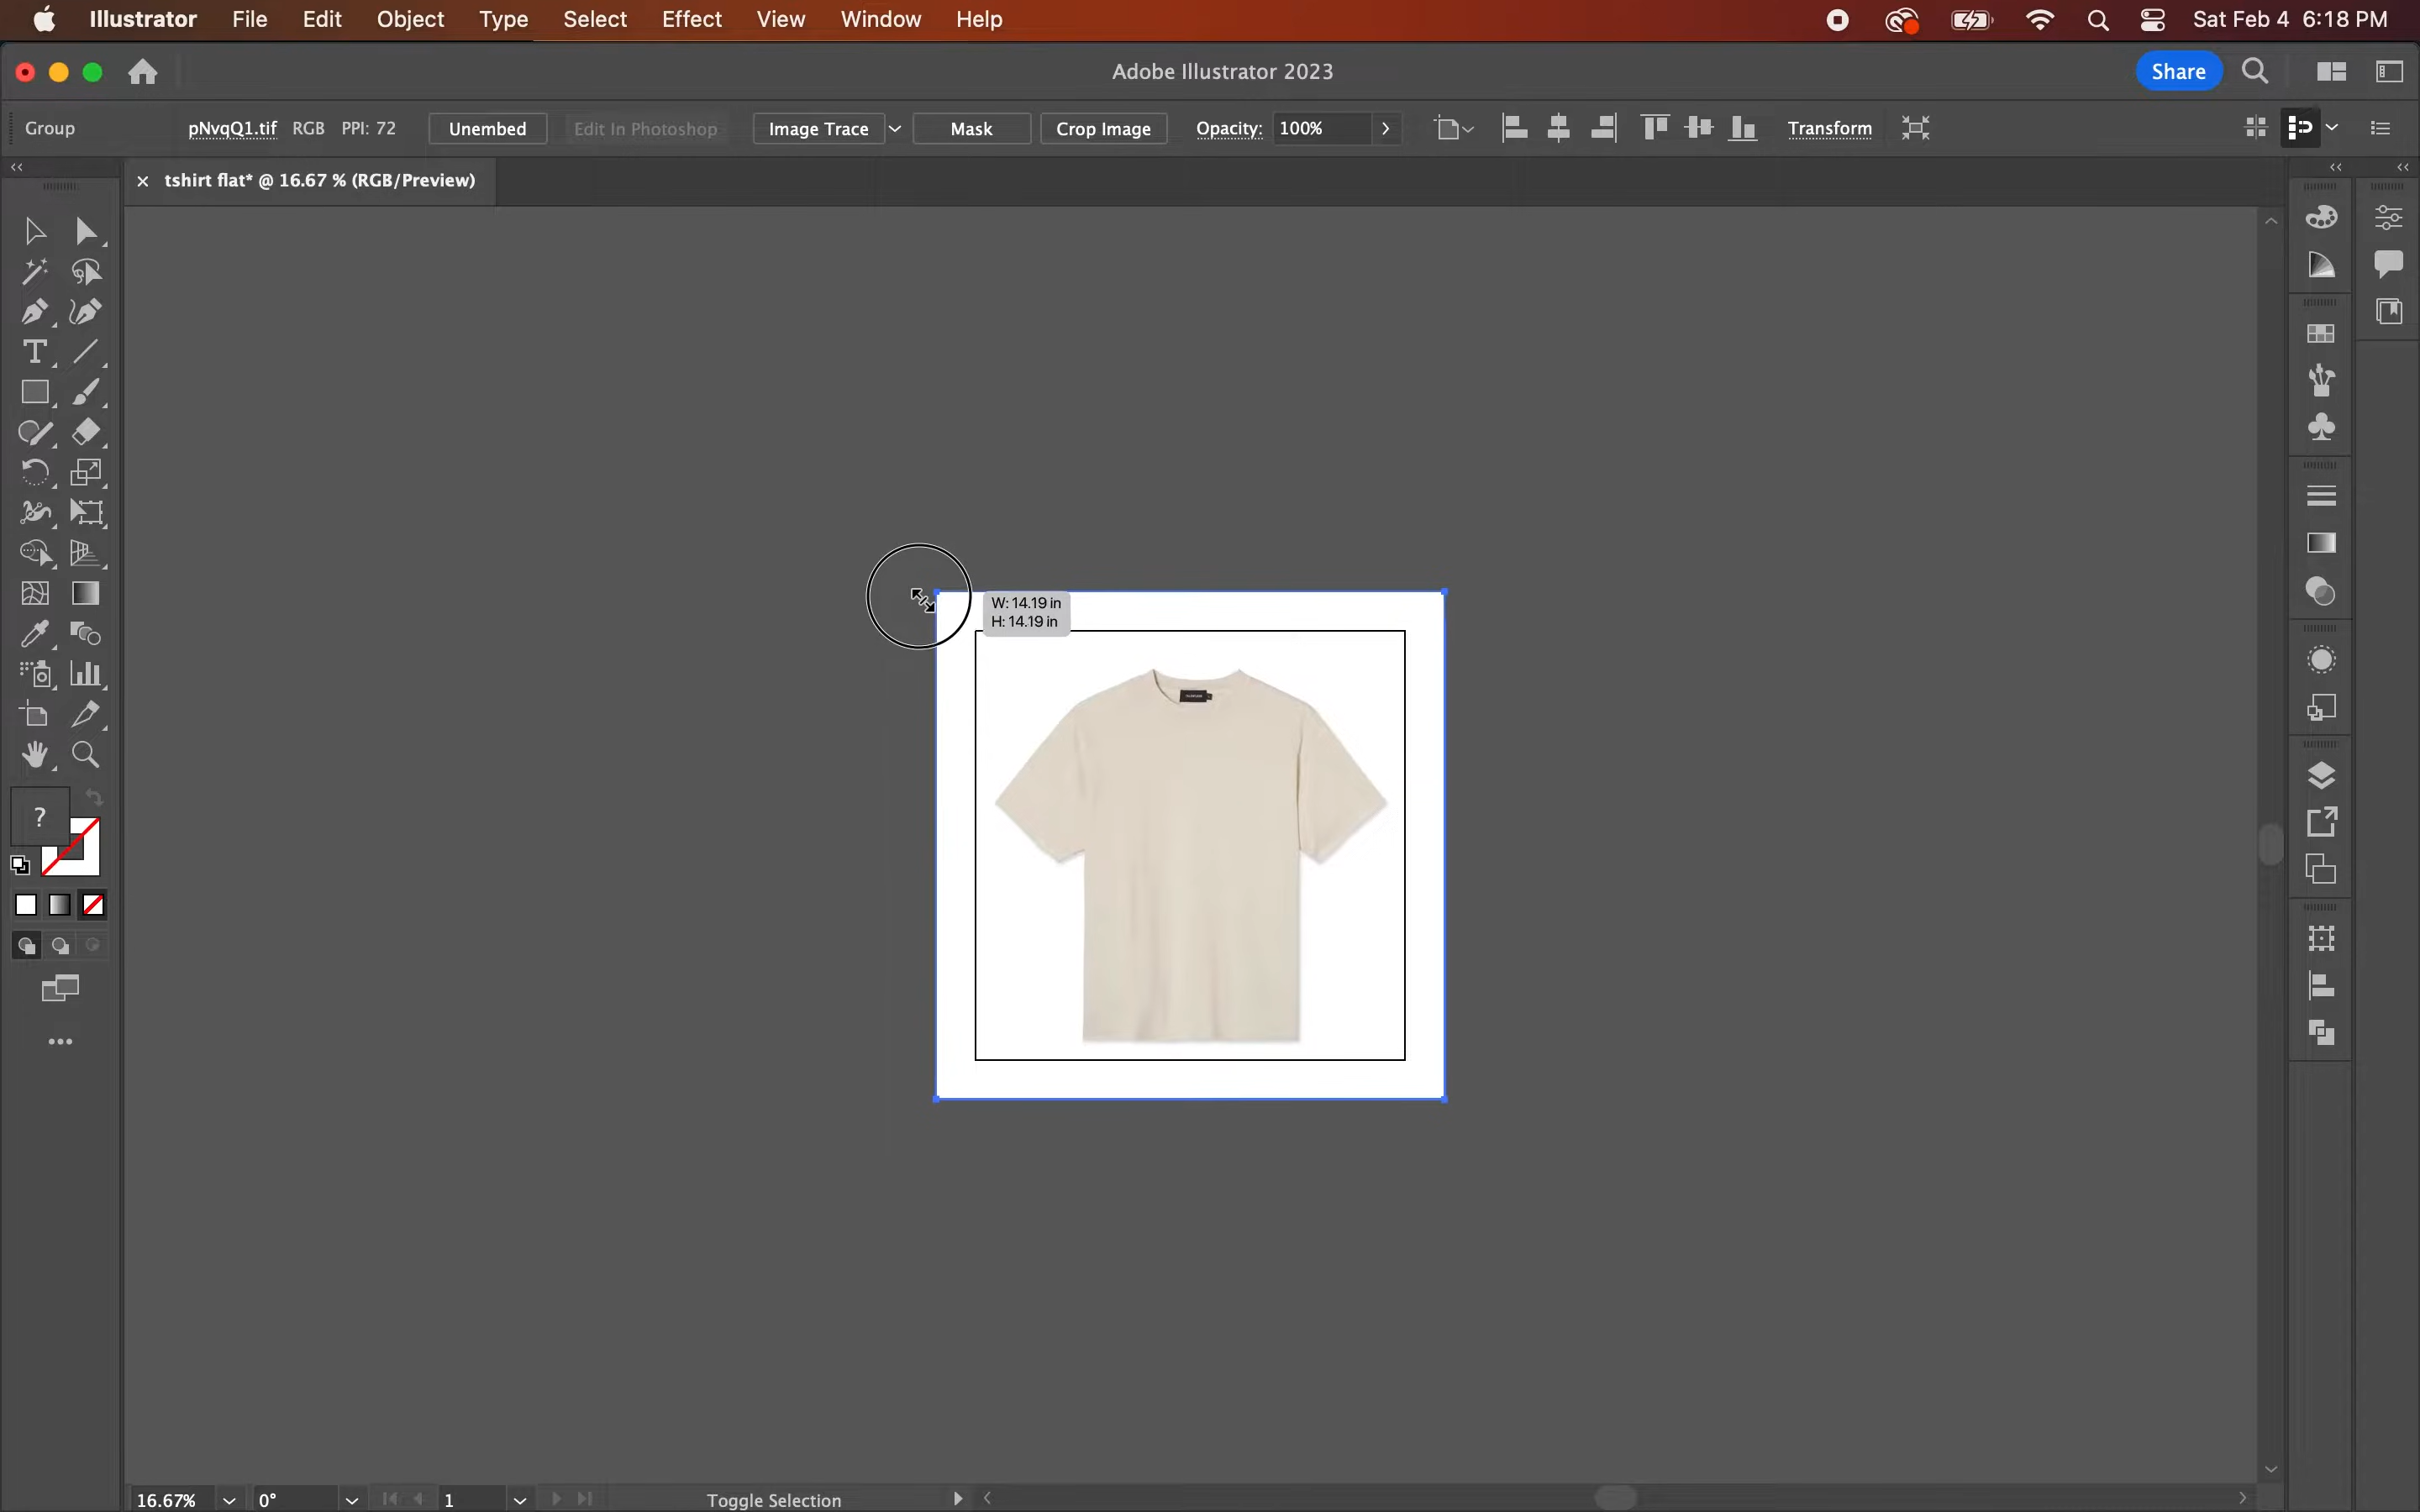 Illustrator File Edit Object Type Select Effect View Window Help Sat Feb 4 6:18 PM
Adobe Illustrator 2023 Share
Group pNvqQ1.tif RGB PPI: 72 Unembed Edit In Photoshop Image Trace Mask Crop Image Opacity: 100% Transform
× tshirt flat* @ 16.67 % (RGB/Preview)
W: 14.19 in
H: 14.19 in
?
16.67% 0° 1 Toggle Selection